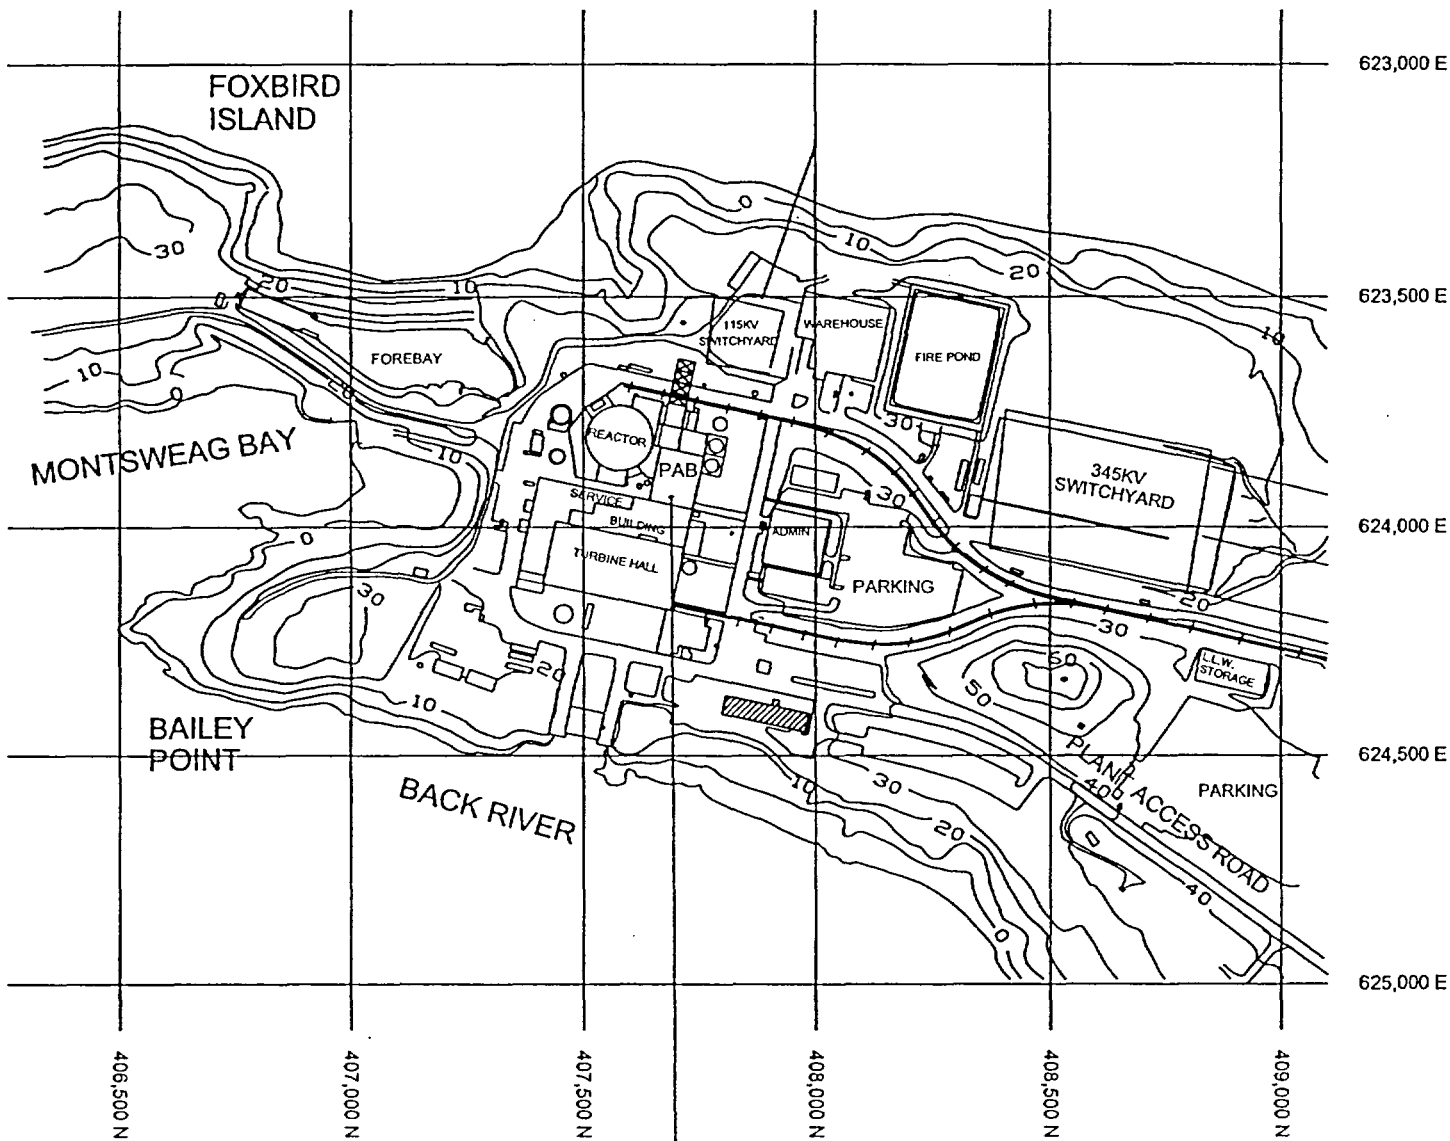 623,000 E
FOXBIRD
ISLAND
0
10
30
20
20
10
623,500 E
115KV
SWITCHYARD
WAREHOUSE
10
FOREBAY
FIRE POND
10
0
0
30
REACTOR
MONTSWEAG BAY
10
PAB
345KV
SWITCHYARD
30
SERVICE
BUILDING
ADMIN
624,000 E
0
TURBINE HALL
30
PARKING
20
30
60
L.L.W.
STORAGE
20
50
10
BAILEY
POINT
PLANT ACCESS ROAD
624,500 E
10
30
40
PARKING
BACK RIVER
20
40
0
625,000 E
406,500 N
407,000 N
407,500 N
408,000 N
408,500 N
409,000 N